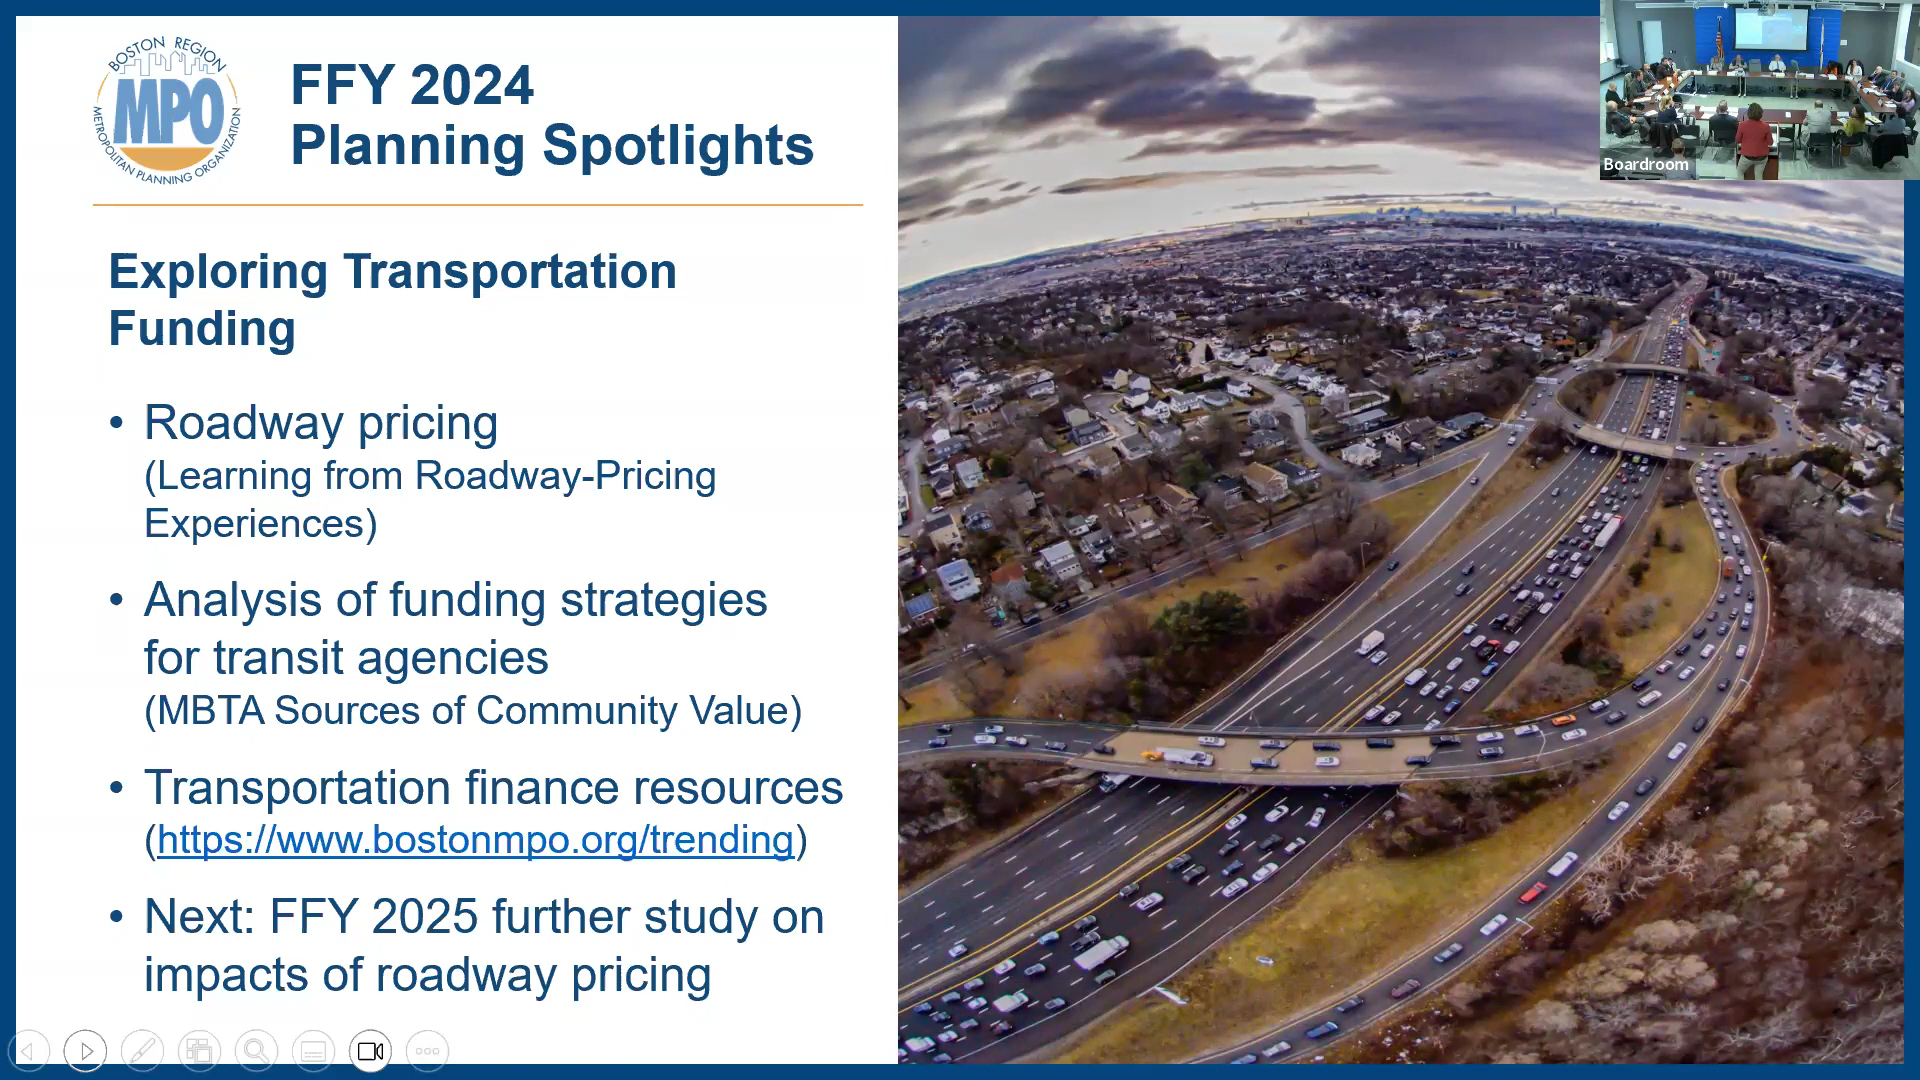 BOSTON REGION
MPO
METROPOLITAN PLANNING ORGANIZATION
FFY 2024
Planning Spotlights
Exploring Transportation
Funding
• Roadway pricing
(Learning from Roadway-Pricing
Experiences)
• Analysis of funding strategies
for transit agencies
(MBTA Sources of Community Value)
• Transportation finance resources
(https://www.bostonmpo.org/trending)
• Next: FFY 2025 further study on
impacts of roadway pricing
Boardroom